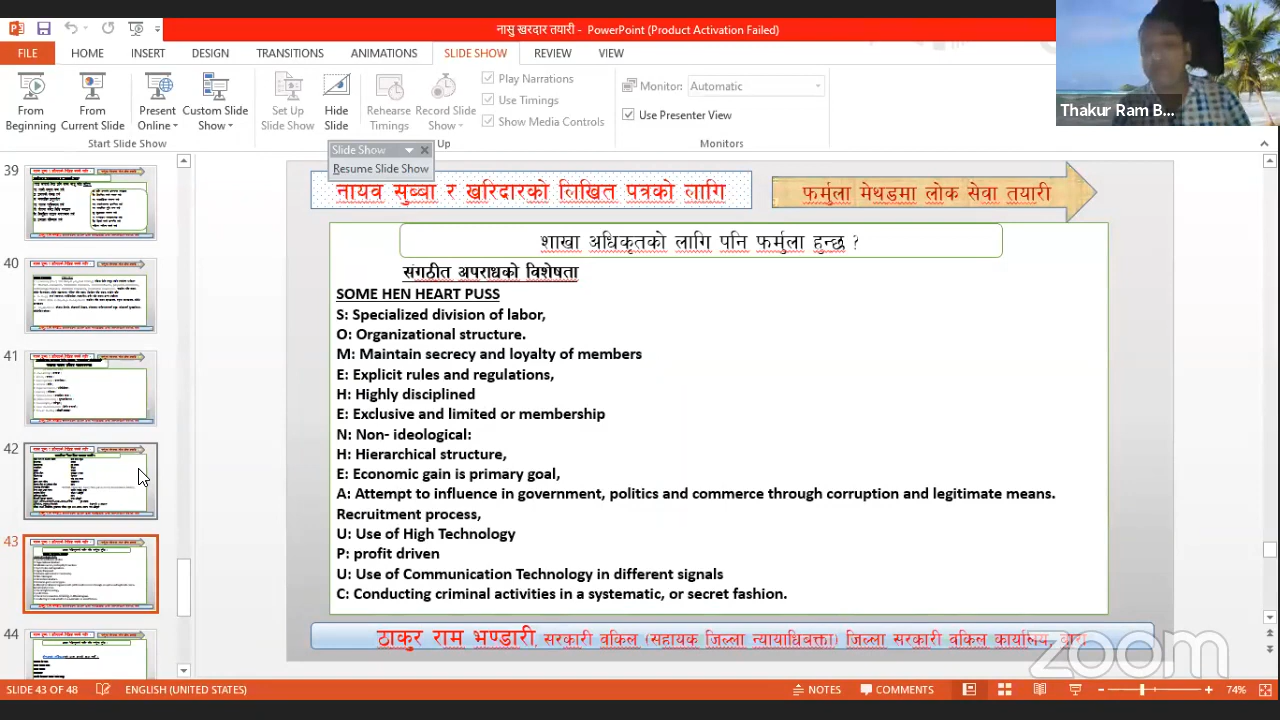 नासु खरदार तयारी - PowerPoint (Product Activation Failed)
FILE HOME INSERT DESIGN TRANSITIONS ANIMATIONS SLIDE SHOW REVIEW VIEW
From Beginning
From Current Slide
Present Online
Custom Slide Show
Set Up Slide Show
Hide Slide
Rehearse Timings
Record Slide Show
Play Narrations
Use Timings
Show Media Controls
Monitor: Automatic
Use Presenter View
Start Slide Show
Up
Monitors
Thakur Ram B...
Slide Show
Resume Slide Show
39
40
41
42
43
44
नायव सुब्बा र खरिदारको लिखित पत्रको लागि
फर्मुला मेथडमा लोक सेवा तयारी
शाखा अधिकृतको लागि पनि फर्मुला हुन्छ ?
संगठीत अपराधको विशेषता
SOME HEN HEART PUSS
S: Specialized division of labor,
O: Organizational structure.
M: Maintain secrecy and loyalty of members
E: Explicit rules and regulations,
H: Highly disciplined
E: Exclusive and limited or membership
N: Non- ideological:
H: Hierarchical structure,
E: Economic gain is primary goal,
A: Attempt to influence in government, politics and commerce through corruption and legitimate means.
Recruitment process,
U: Use of High Technology
P: profit driven
U: Use of Communication Technology in different signals
C: Conducting criminal activities in a systematic, or secret fashion.
ठाकुर राम भण्डारी, सरकारी वकिल (सहायक जिल्ला न्यायाधिवक्ता) जिल्ला सरकारी वकिल कार्यालय, बारा
zoom
SLIDE 43 OF 48 ENGLISH (UNITED STATES) NOTES COMMENTS 74%